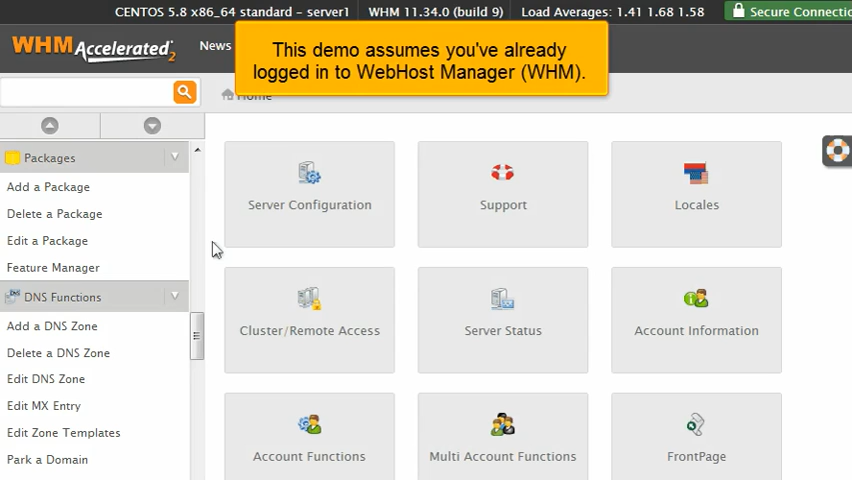 CENTOS 5.8 x86_64 standard - server1 WHM 11.34.0 (build 9) Load Averages: 1.41 1.68 1.58 Secure Connectio
WHM Accelerated2 News
This demo assumes you've already
logged in to WebHost Manager (WHM).
Home
Packages
Add a Package
Delete a Package
Edit a Package
Feature Manager
DNS Functions
Add a DNS Zone
Delete a DNS Zone
Edit DNS Zone
Edit MX Entry
Edit Zone Templates
Park a Domain
Server Configuration Support Locales
Cluster/Remote Access Server Status Account Information
Account Functions Multi Account Functions FrontPage